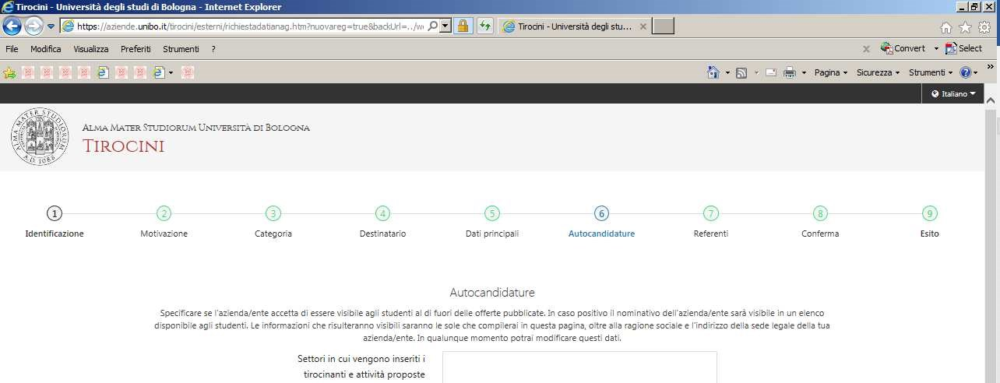 Tirocini - Università degli studi di Bologna - Internet Explorer
https://aziende.unibo.it/tirocini/esterni/richiestadatianag.htm?nuovareg=true&backUrl=../w
Tirocini - Università degli stu...
File Modifica Visualizza Preferiti Strumenti ?
Convert Select
Pagina Sicurezza Strumenti
Italiano
ALMA MATER STUDIORUM
A.D. 1088
ALMA MATER STUDIORUM UNIVERSITÀ DI BOLOGNA
TIROCINI
1 2 3 4 5 6 7 8 9
Identificazione Motivazione Categoria Destinatario Dati principali Autocandidature Referenti Conferma Esito
Autocandidature
Specificare se l'azienda/ente accetta di essere visibile agli studenti al di fuori delle offerte pubblicate. In caso positivo il nominativo dell'azienda/ente sarà visibile in un elenco
disponibile agli studenti. Le informazioni che risulteranno visibili saranno le sole che compilerai in questa pagina, oltre alla ragione sociale e l'indirizzo della sede legale della tua
azienda/ente. In qualunque momento potrai modificare questi dati.
Settori in cui vengono inseriti i
tirocinanti e attività proposte